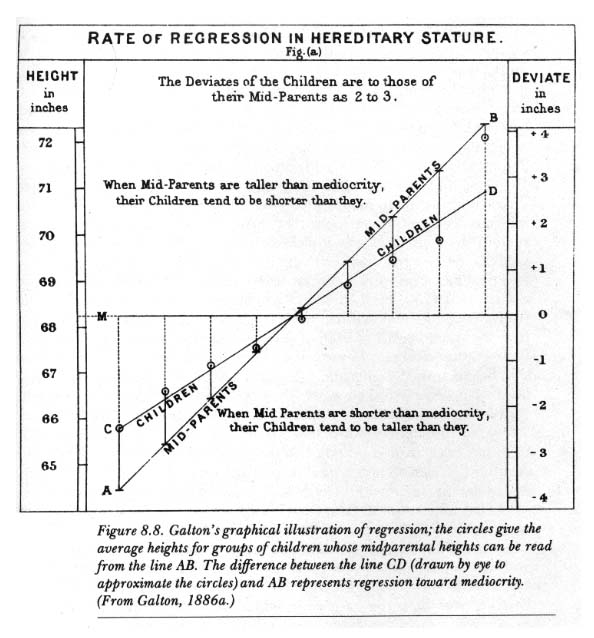 RATE OF REGRESSION IN HEREDITARY STATURE.
Fig. (a)
HEIGHT
in
inches
The Deviates of the Children are to those of
their Mid-Parents as 2 to 3.
DEVIATE
in
inches
72
71
70
69
68
67
66
65
When Mid-Parents are taller than mediocrity,
their Children tend to be shorter than they.
MID-PARENTS
CHILDREN
B
D
M
C
A
CHILDREN
MID-PARENTS
When Mid Parents are shorter than mediocrity,
their Children tend to be taller than they.
+4
+3
+2
+1
0
-1
-2
-3
-4
Figure 8.8. Galton's graphical illustration of regression; the circles give the
average heights for groups of children whose midparental heights can be read
from the line AB. The difference between the line CD (drawn by eye to
approximate the circles) and AB represents regression toward mediocrity.
(From Galton, 1886a.)